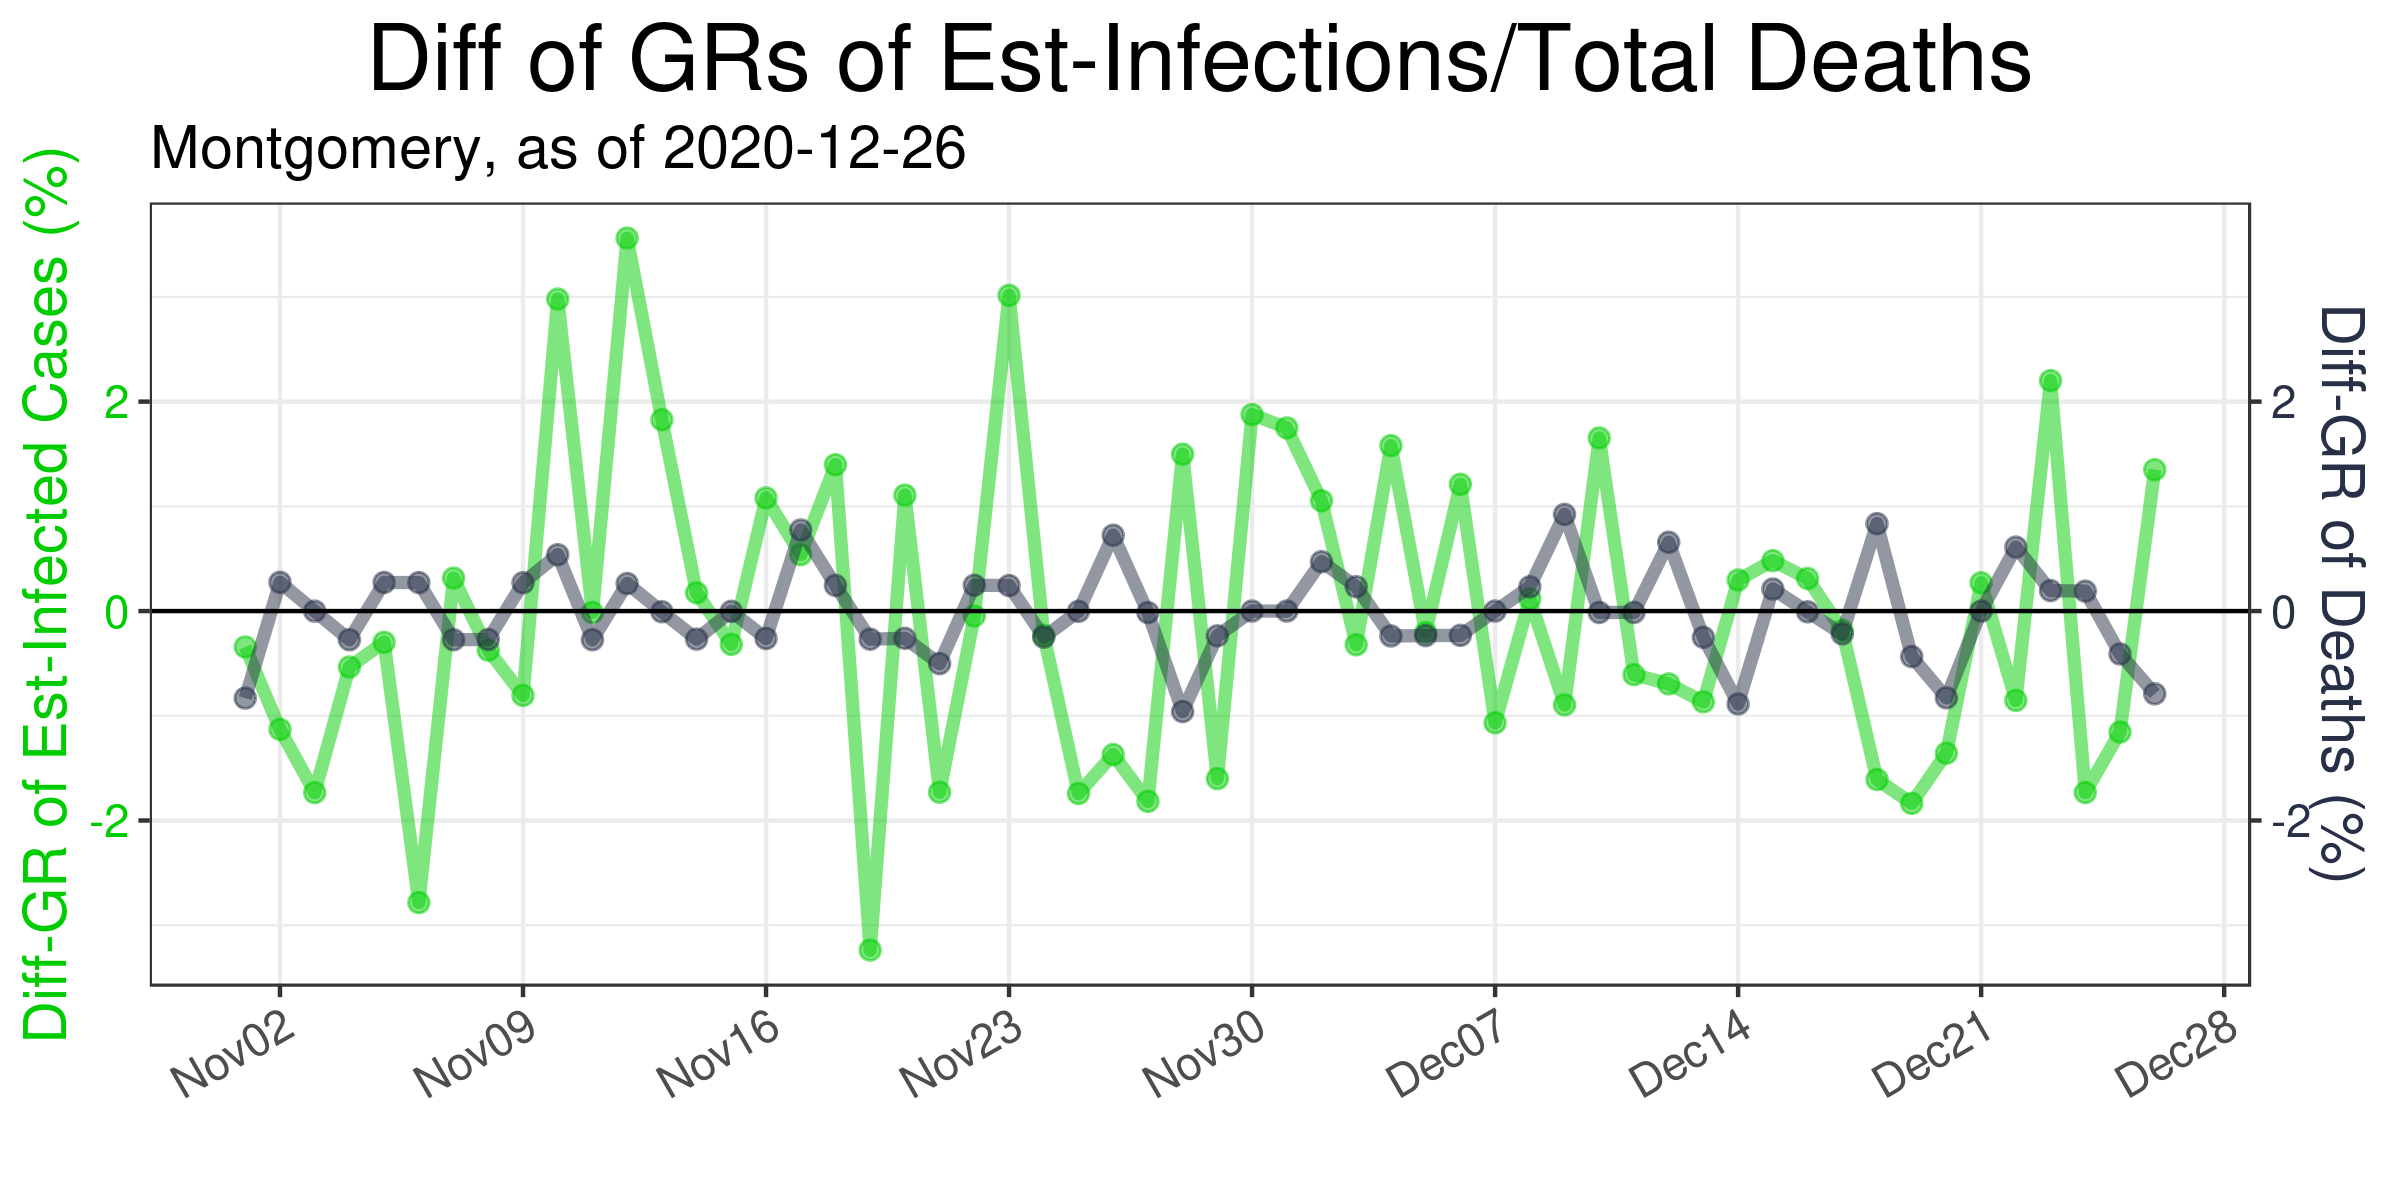 Diff of GRs of Est-Infections/Total Deaths
Montgomery, as of 2020-12-26
Diff-GR of Est-Infected Cases (%)
2
0
-2
2
0
-2
Diff-GR of Deaths (%)
Nov02
Nov09
Nov16
Nov23
Nov30
Dec07
Dec14
Dec21
Dec28